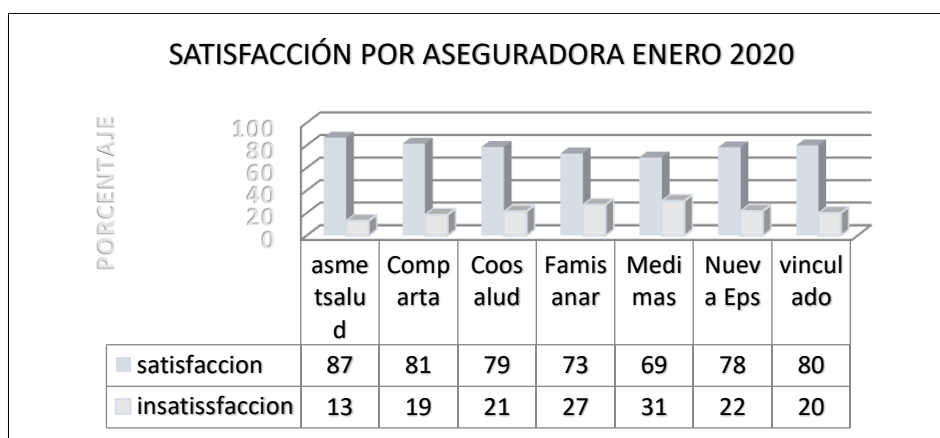 SATISFACCIÓN POR ASEGURADORA ENERO 2020
PORCENTAJE
100
80
60
40
20
0
asme Comp Coos Famis Medi Nuev vincul
tsalu arta alud anar mas a Eps ado
d
satisfaccion 87 81 79 73 69 78 80
insatissfaccion 13 19 21 27 31 22 20